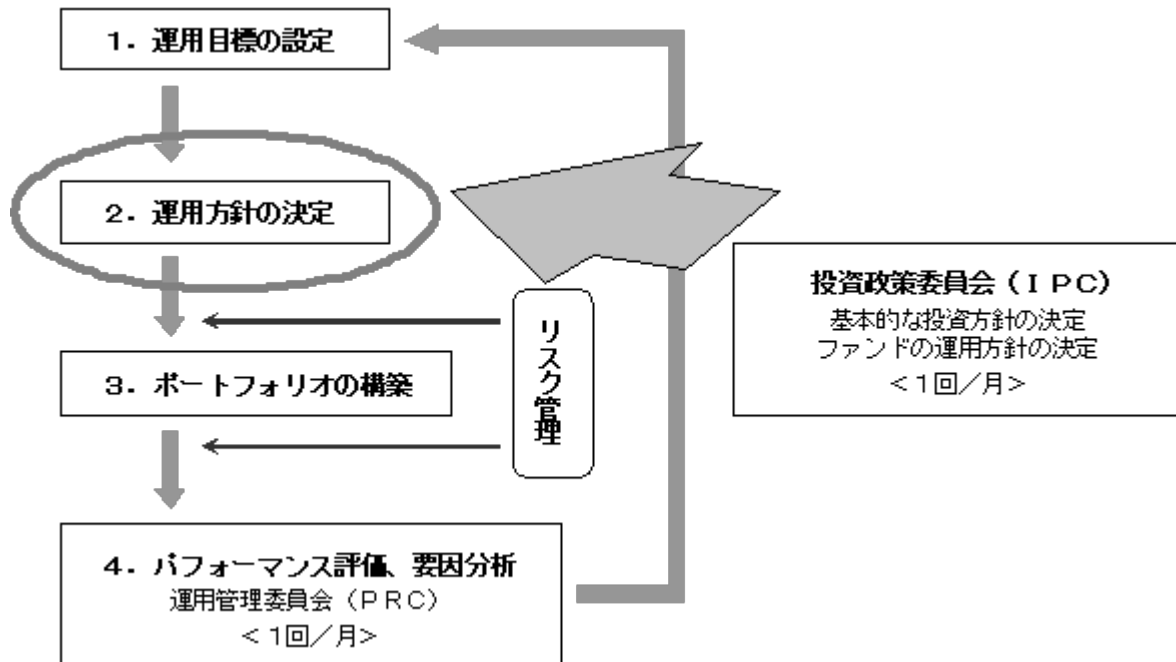 １．運用目標の設定
２．運用方針の決定
投資政策委員会（ＩＰＣ）
基本的な投資方針の決定
ファンドの運用方針の決定
＜１回／月＞
リスク管理
３．ポートフォリオの構築
４．パフォーマンス評価、要因分析
運用管理委員会（ＰＲＣ）
＜１回／月＞